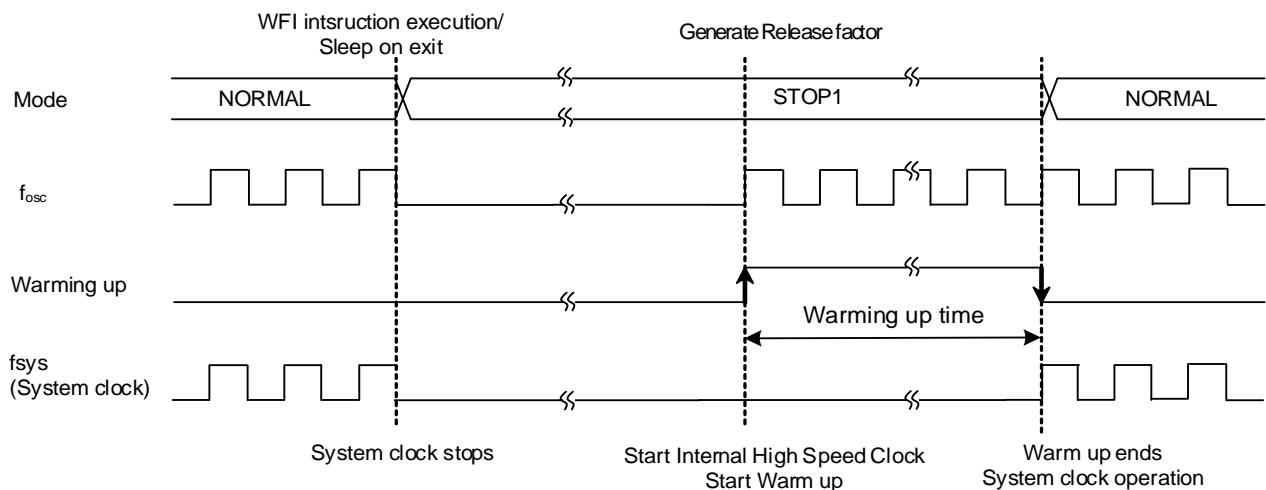 WFI intsruction execution/
Sleep on exit
Generate Release factor
Mode
NORMAL
STOP1
NORMAL
fosc
Warming up
Warming up time
fsys
(System clock)
System clock stops
Start Internal High Speed Clock
Start Warm up
Warm up ends
System clock operation